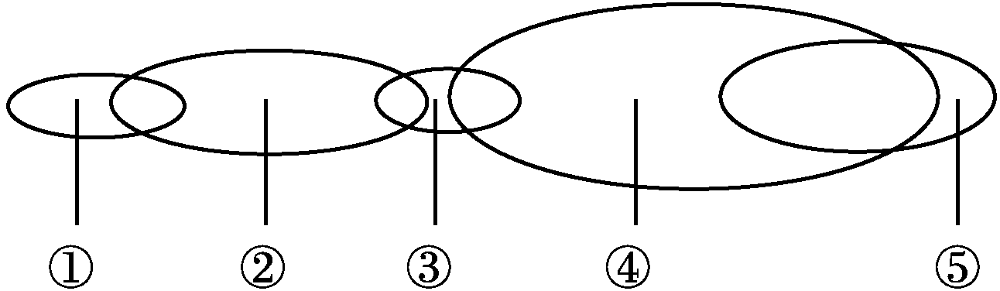 ① ② ③ ④ ⑤